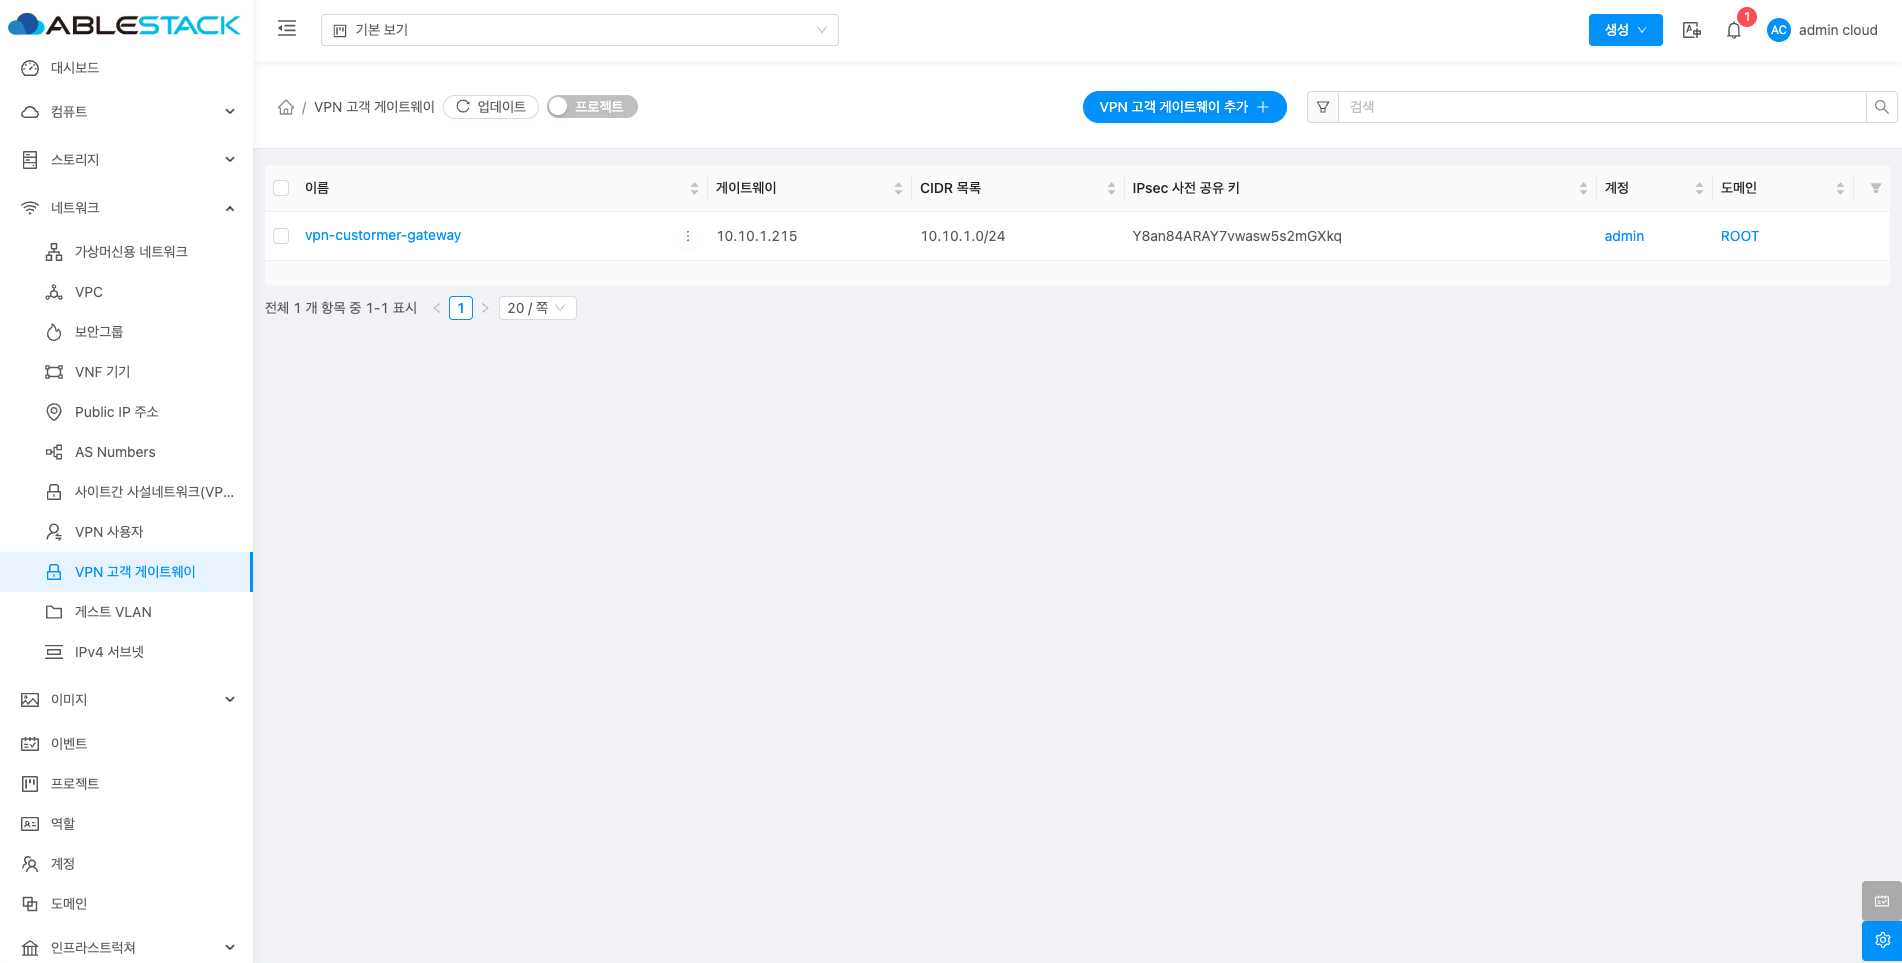 ABLESTACK
기본 보기
생성
1
AC
admin cloud
대시보드
컴퓨트
스토리지
네트워크
가상머신용 네트워크
VPC
보안그룹
VNF 기기
Public IP 주소
AS Numbers
사이트간 사설네트워크(VP...
VPN 사용자
VPN 고객 게이트웨이
게스트 VLAN
IPv4 서브넷
이미지
이벤트
프로젝트
역할
계정
도메인
인프라스트럭쳐
/ VPN 고객 게이트웨이
업데이트
프로젝트
VPN 고객 게이트웨이 추가
검색
이름 게이트웨이 CIDR 목록 IPsec 사전 공유 키 계정 도메인
vpn-custormer-gateway 10.10.1.215 10.10.1.0/24 Y8an84ARAY7vwasw5s2mGXkq admin ROOT
전체 1 개 항목 중 1-1 표시 1 20 / 쪽